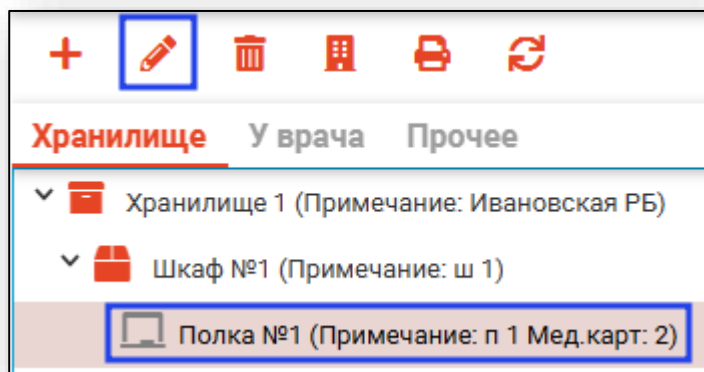 Хранилище У врача Прочее
Хранилище 1 (Примечание: Ивановская РБ)
Шкаф №1 (Примечание: ш 1)
Полка №1 (Примечание: п 1 Мед.карт: 2)